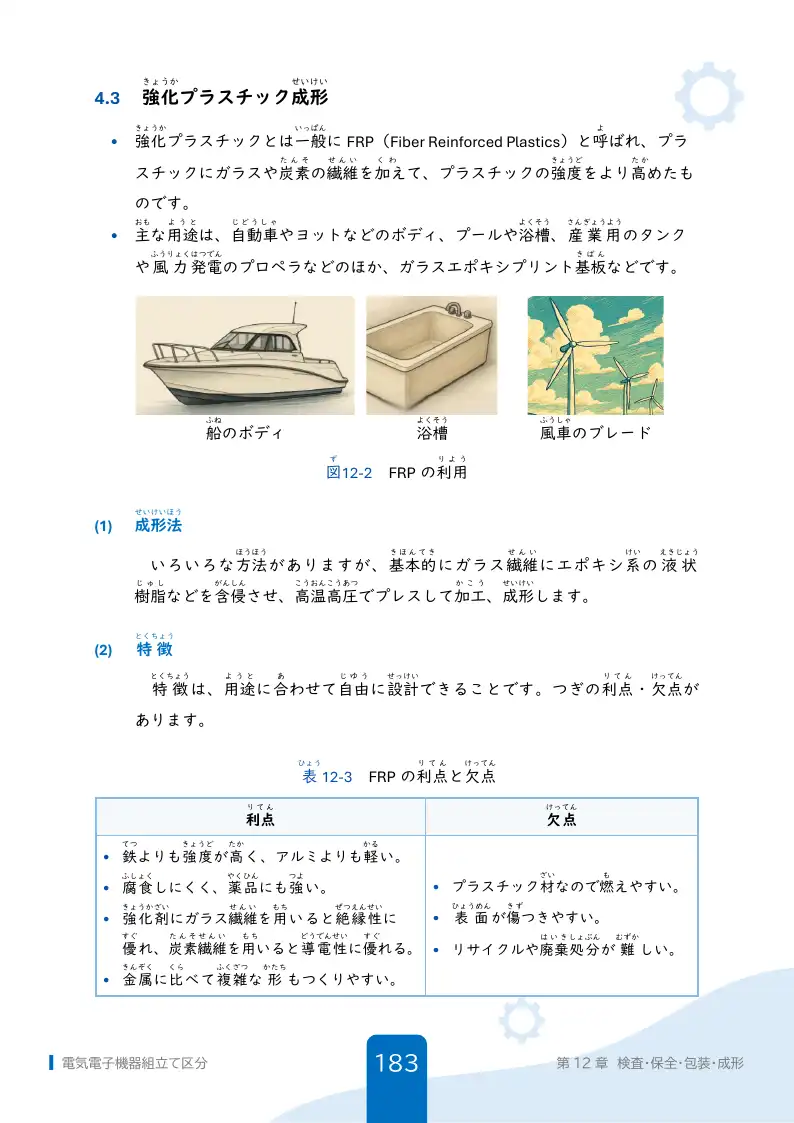 4.3 強化プラスチック成形
• 強化プラスチックとは一般に FRP（Fiber Reinforced Plastics）と呼ばれ、プラ
スチックにガラスや炭素の繊維を加えて、プラスチックの強度をより高めたも
のです。
• 主な用途は、自動車やヨットなどのボディ、プールや浴槽、産業用のタンク
や風力発電のプロペラなどのほか、ガラスエポキシプリント基板などです。
船のボディ 浴槽 風車のブレード
図12-2 FRP の利用
(1) 成形法
いろいろな方法がありますが、基本的にガラス繊維にエポキシ系の液状
樹脂などを含侵させ、高温高圧でプレスして加工、成形します。
(2) 特徴
特徴は、用途に合わせて自由に設計できることです。つぎの利点・欠点が
あります。
表 12-3 FRP の利点と欠点
利点 欠点
• 鉄よりも強度が高く、アルミよりも軽い。
• 腐食しにくく、薬品にも強い。
• 強化剤にガラス繊維を用いると絶縁性に
優れ、炭素繊維を用いると導電性に優れる。
• 金属に比べて複雑な形もつくりやすい。
• プラスチック材なので燃えやすい。
• 表面が傷つきやすい。
• リサイクルや廃棄処分が難しい。
電気電子機器組立て区分 183 第 12 章 検査・保全・包装・成形